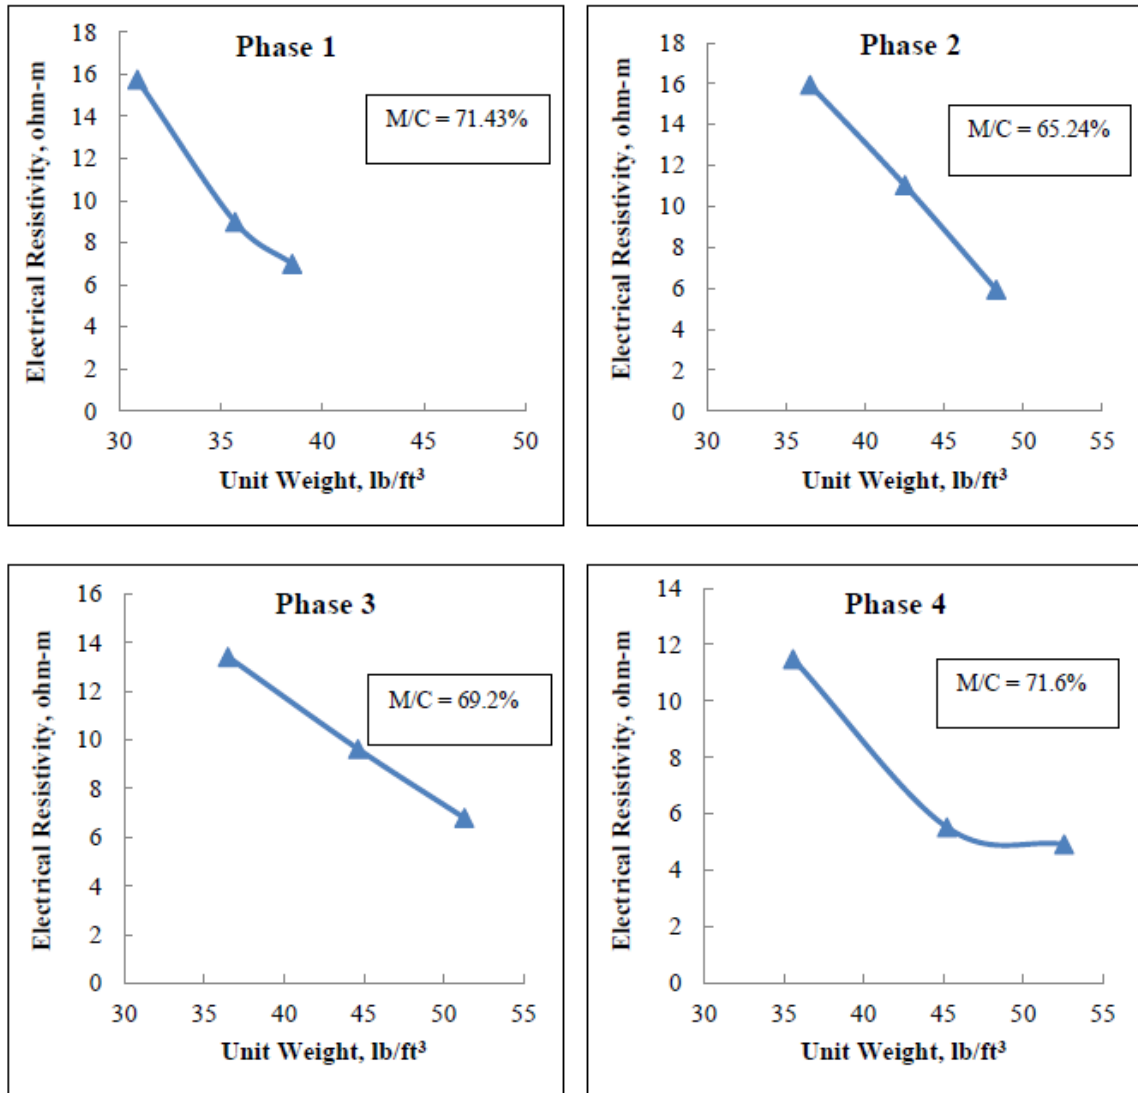 Phase 1
M/C = 71.43%
Electrical Resistivity, ohm-m
18
16
14
12
10
8
6
4
2
0
30 35 40 45 50
Unit Weight, lb/ft³
Phase 2
M/C = 65.24%
Electrical Resistivity, ohm-m
18
16
14
12
10
8
6
4
2
0
30 35 40 45 50 55
Unit Weight, lb/ft³
Phase 3
M/C = 69.2%
Electrical Resistivity, ohm-m
16
14
12
10
8
6
4
2
0
30 35 40 45 50 55
Unit Weight, lb/ft³
Phase 4
M/C = 71.6%
Electrical Resistivity, ohm-m
14
12
10
8
6
4
2
0
30 35 40 45 50 55
Unit Weight, lb/ft³